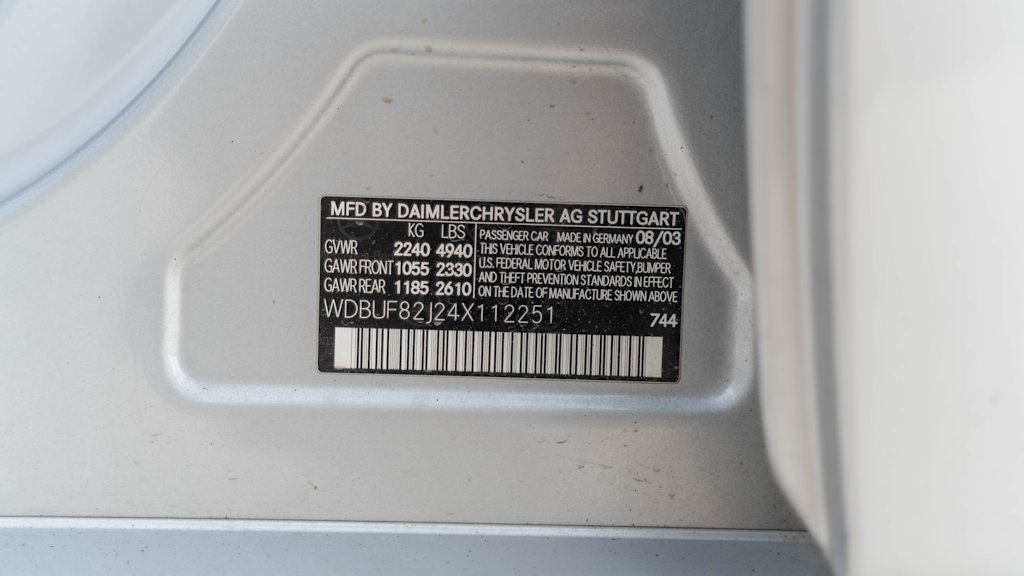 MFD BY DAIMLERCHRYSLER AG STUTTGART
KG LBS
GVWR 2240 4940
GAWR FRONT 1055 2330
GAWR REAR 1185 2610
PASSENGER CAR MADE IN GERMANY 08/03
THIS VEHICLE CONFORMS TO ALL APPLICABLE
U.S. FEDERAL MOTOR VEHICLE SAFETY,BUMPER
AND THEFT PREVENTION STANDARDS IN EFFECT
ON THE DATE OF MANUFACTURE SHOWN ABOVE
WDBUF82J24X112251
744